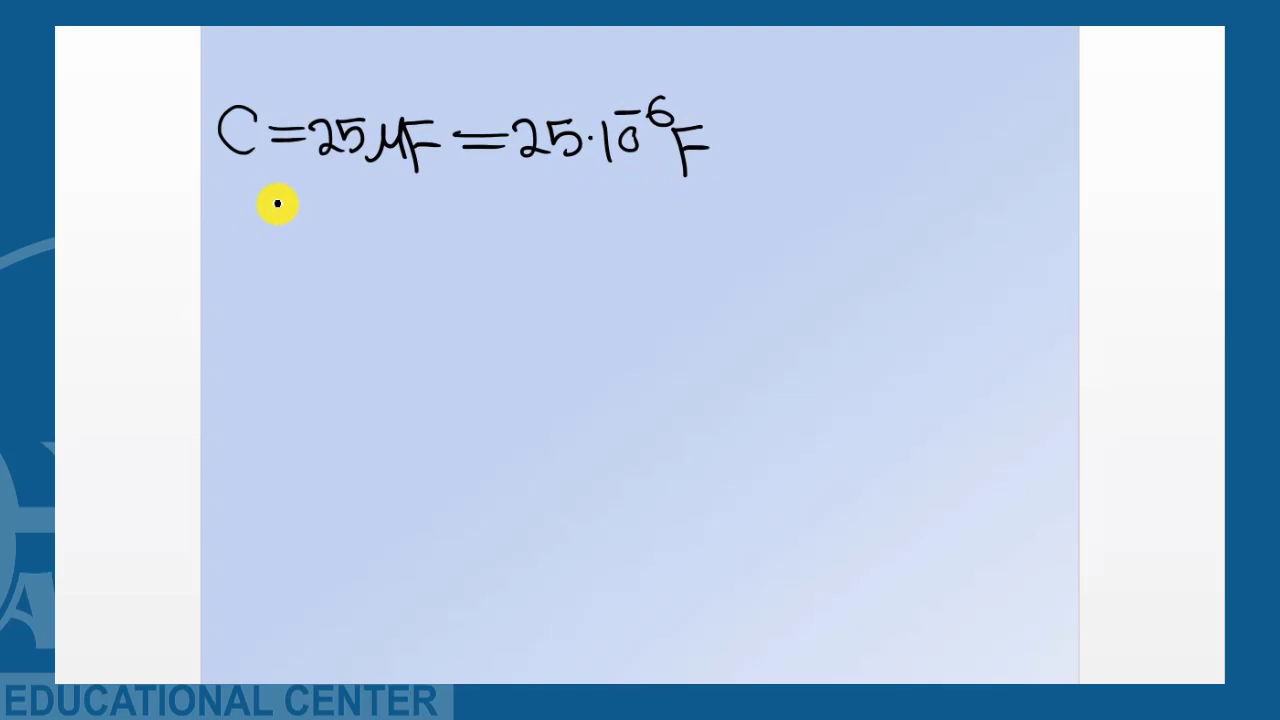 C = 25 μF = 25·10⁻⁶ F
EDUCATIONAL CENTER